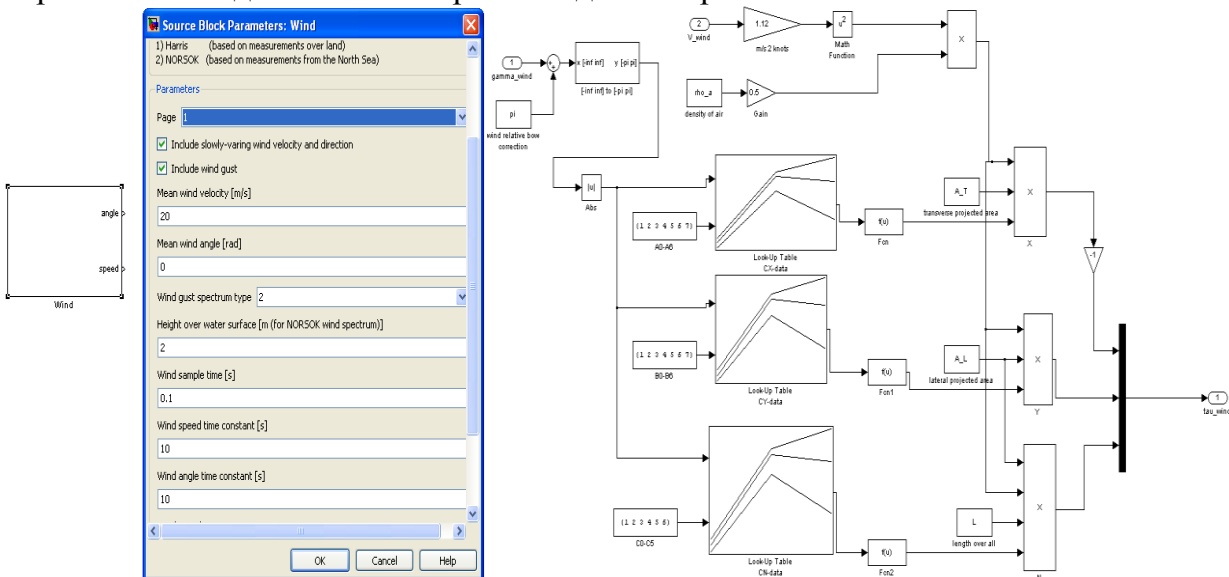 Source Block Parameters: Wind
1) Harris (based on measurements over land)
2) NORSOK (based on measurements from the North Sea)
Parameters
Page 1
Include slowly-varing wind velocity and direction
Include wind gust
Mean wind velocity [m/s]
20
Mean wind angle [rad]
0
Wind gust spectrum type 2
Height over water surface [m (for NORSOK wind spectrum)]
2
Wind sample time [s]
0.1
Wind speed time constant [s]
10
Wind angle time constant [s]
10
OK Cancel Help
angle
speed
Wind
2
V_wind
1.12
m/s 2 knots
u²
Math
Function
X
1
gamma_wind
x [-inf inf] y [-pi pi]
[-inf inf] to [-pi pi]
pi
wind relative bow
correction
rho_a
density of air
0.5
Gain
|u|
Abs
(1 2 3 4 5 6 7)
A0-A6
Look-Up Table
CX-data
f(u)
Fcn
A_T
transverse projected area
X
X
-1
(1 2 3 4 5 6 7)
B0-B6
Look-Up Table
CY-data
f(u)
Fcn1
A_L
lateral projected area
X
Y
1
tau_wind
(1 2 3 4 5 6)
C0-C5
Look-Up Table
CN-data
f(u)
Fcn2
L
length over all
X